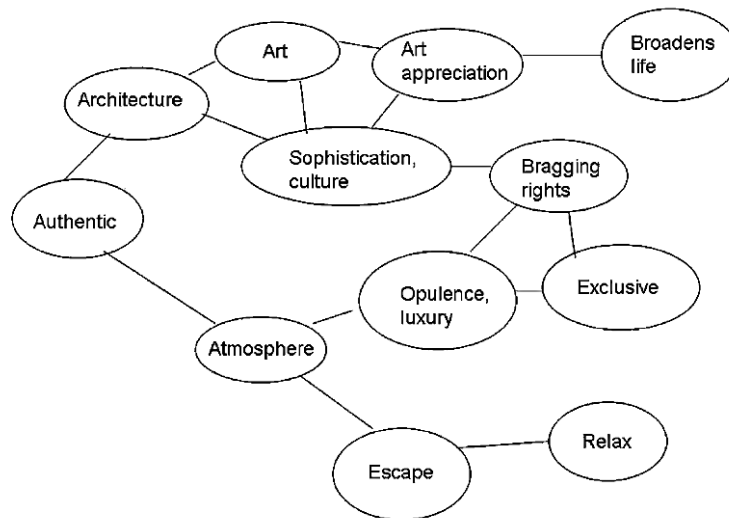 Art
Art
appreciation
Broadens
life
Architecture
Sophistication,
culture
Bragging
rights
Authentic
Opulence,
luxury
Exclusive
Atmosphere
Escape
Relax